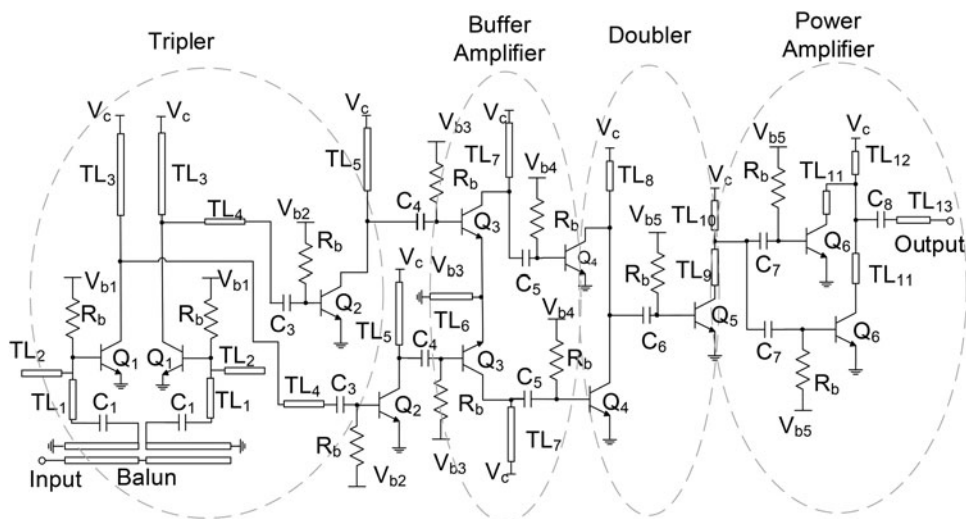 Tripler
Buffer
Amplifier
Doubler
Power
Amplifier
Vc
Vc
TL3
TL3
TL4
Vb1
Rb
TL2
Q1
TL1
C1
Vb1
Rb
TL2
Q1
TL1
C1
Input
Balun
Vb2
Rb
C3
Q2
Vc
TL5
TL4
C3
Rb
Vb2
Q2
Vc
TL5
Vb3
Rb
C4
Q3
Vc
TL7
Vb3
TL6
C4
Q3
Rb
Vb3
Vb4
Rb
C5
Q4
Vb4
Rb
C5
Q4
TL7
Vc
Vc
TL8
Vb5
Rb
C6
Q5
Vc
TL10
TL9
Vb5
Rb
C7
Q6
TL11
Vc
TL12
C8
TL13
Output
TL11
C7
Q6
Rb
Vb5